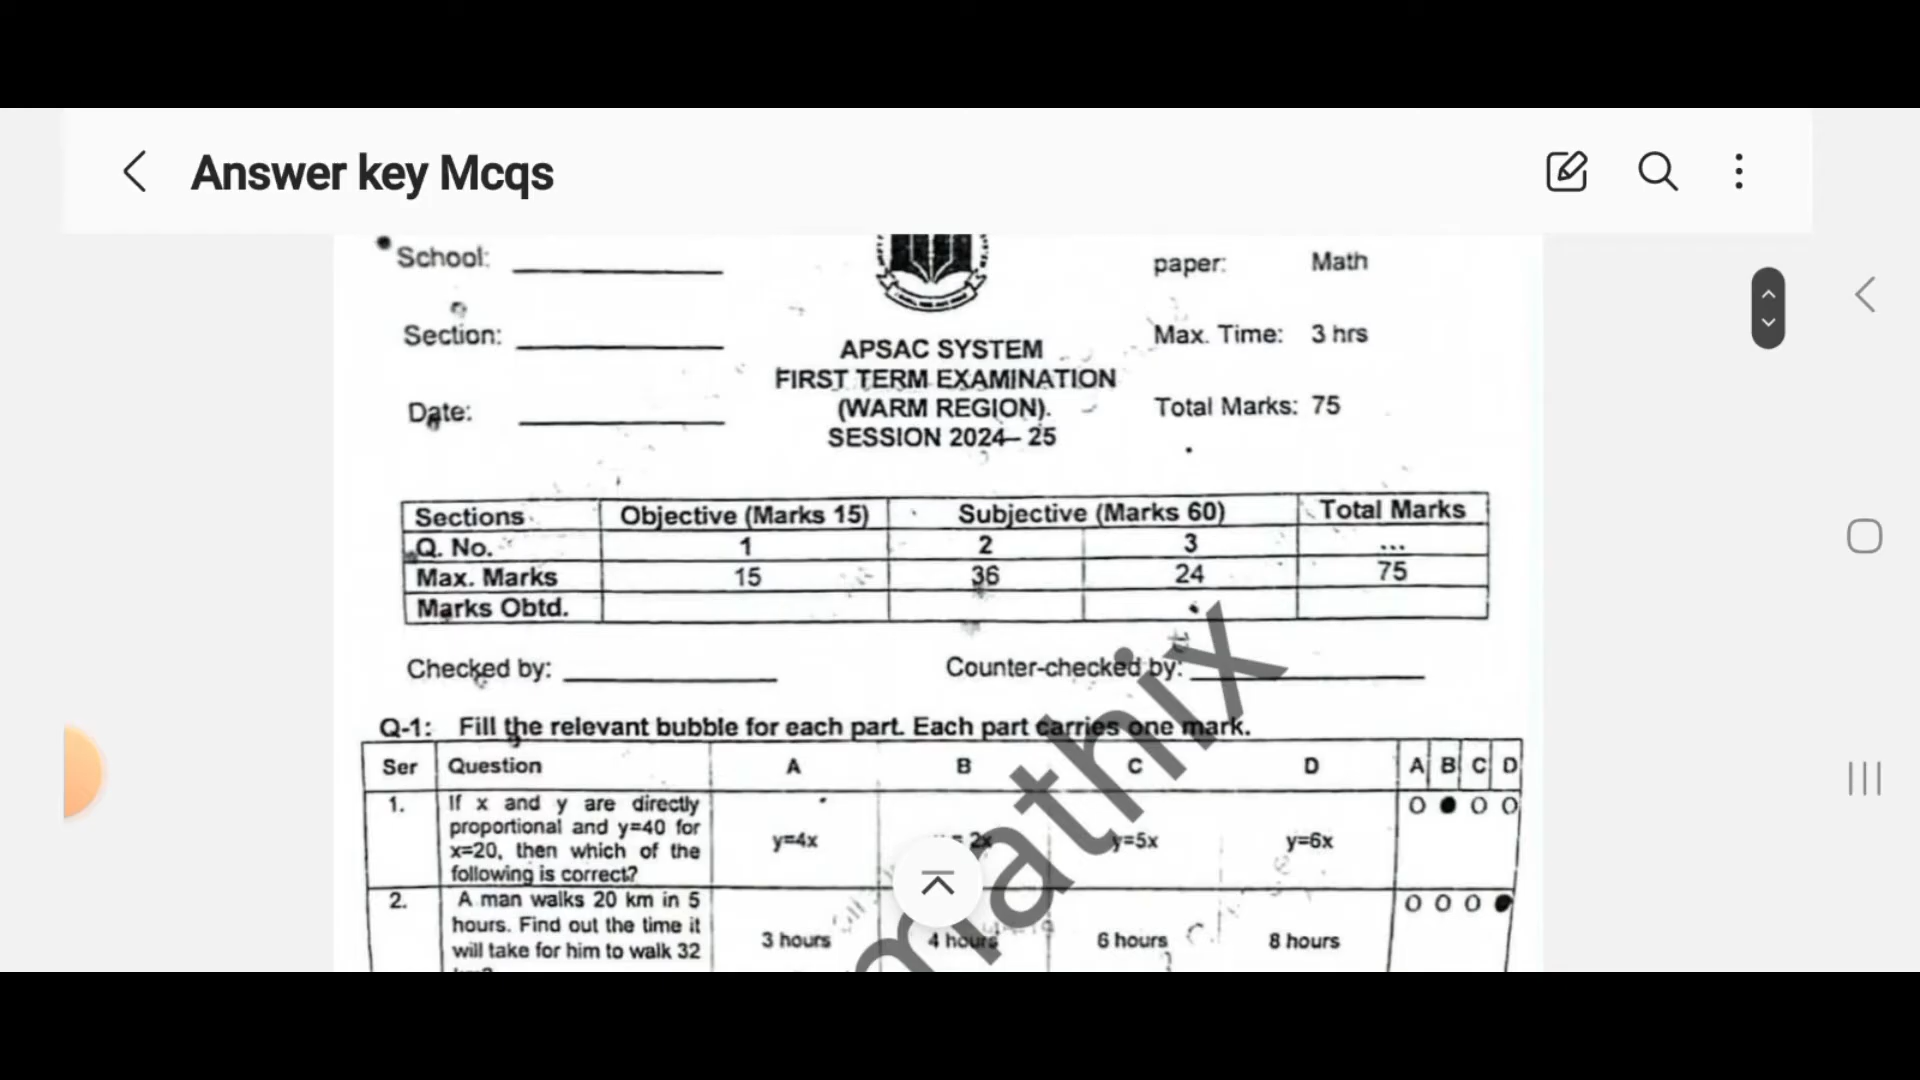 Answer key Mcqs
School:
paper: Math
Section:
Max. Time: 3 hrs
APSAC SYSTEM
FIRST TERM EXAMINATION
(WARM REGION).
SESSION 2024– 25
Date:
Total Marks: 75
Sections Objective (Marks 15) Subjective (Marks 60) Total Marks
Q. No. 1 2 3 ...
Max. Marks 15 36 24 75
Marks Obtd.
Checked by: Counter-checked by:
Q-1: Fill the relevant bubble for each part. Each part carries one mark.
Ser Question A B C D A B C D
1. If x and y are directly
proportional and y=40 for
x=20, then which of the
following is correct?
y=4x = 2x y=5x y=6x
2. A man walks 20 km in 5
hours. Find out the time it
will take for him to walk 32
3 hours 4 hours 6 hours 8 hours
mathix